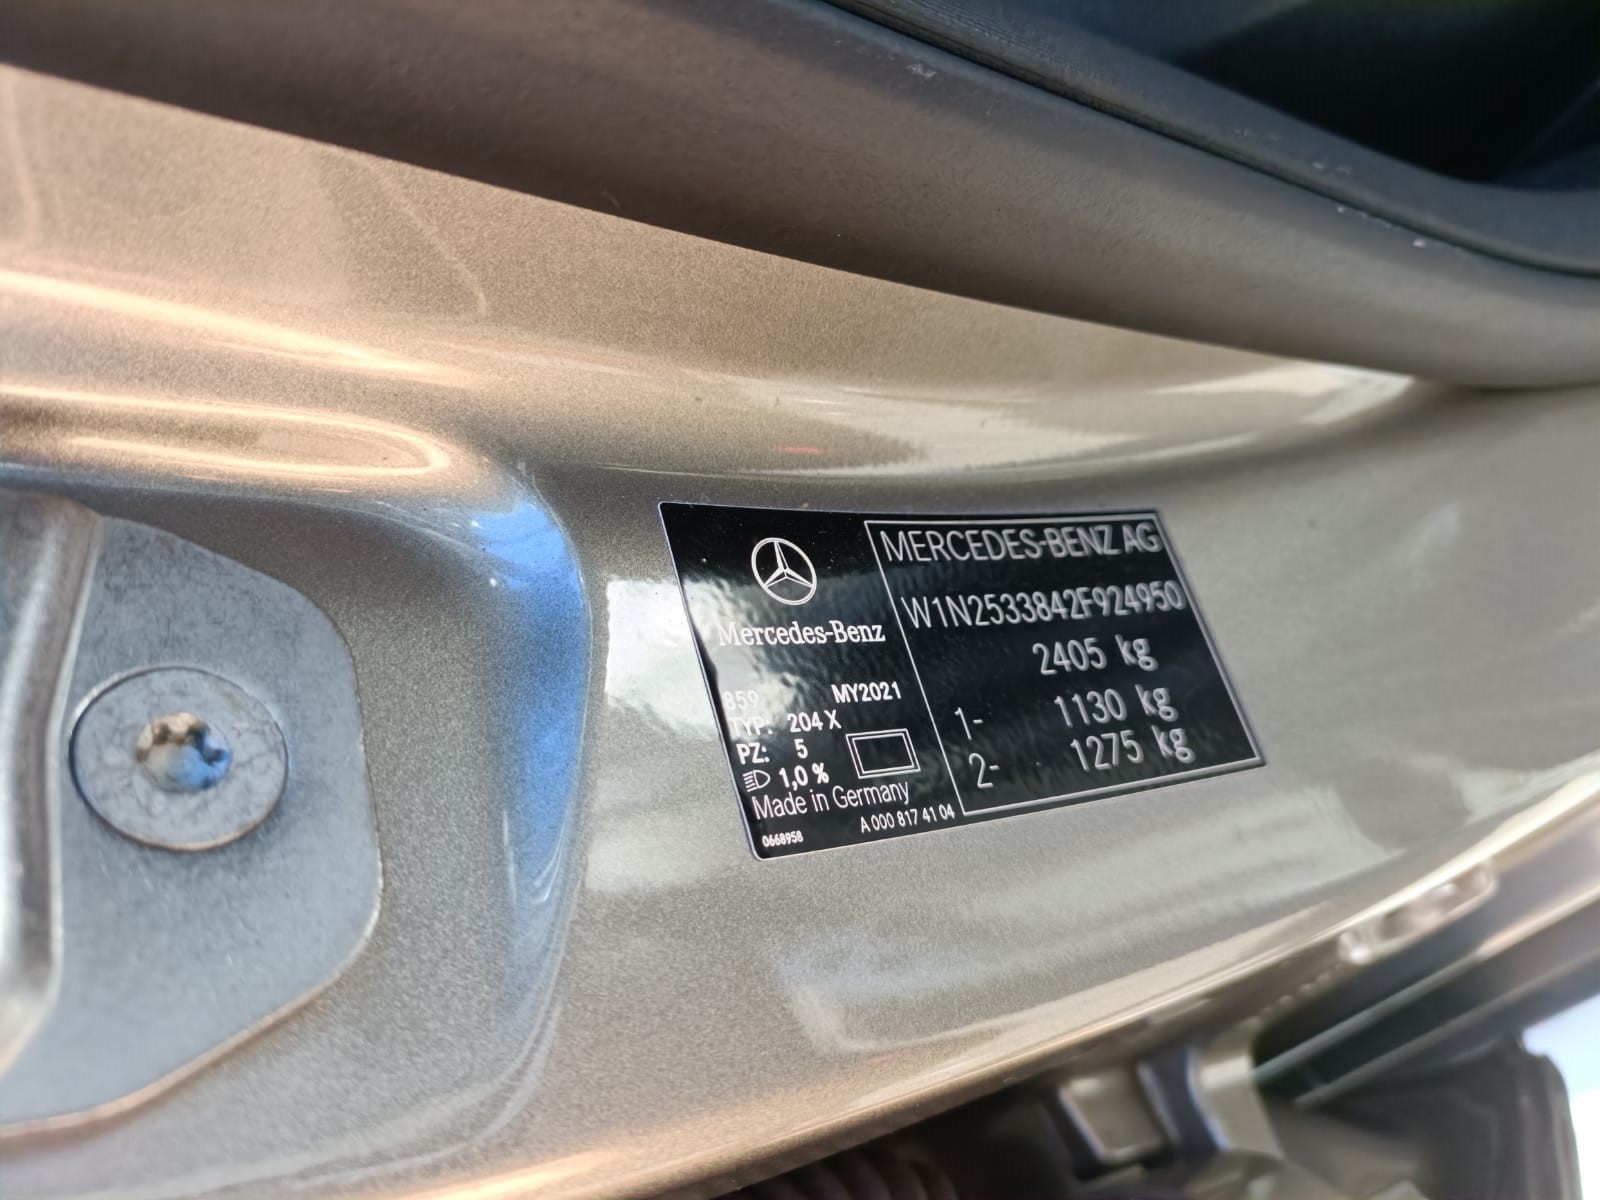 Mercedes-Benz
859 MY2021
TYP: 204 X
PZ: 5
1,0 %
Made in Germany
0668958 A 000 817 41 04
MERCEDES-BENZ AG
W1N2533842F924950
2405 kg
1- 1130 kg
2- 1275 kg